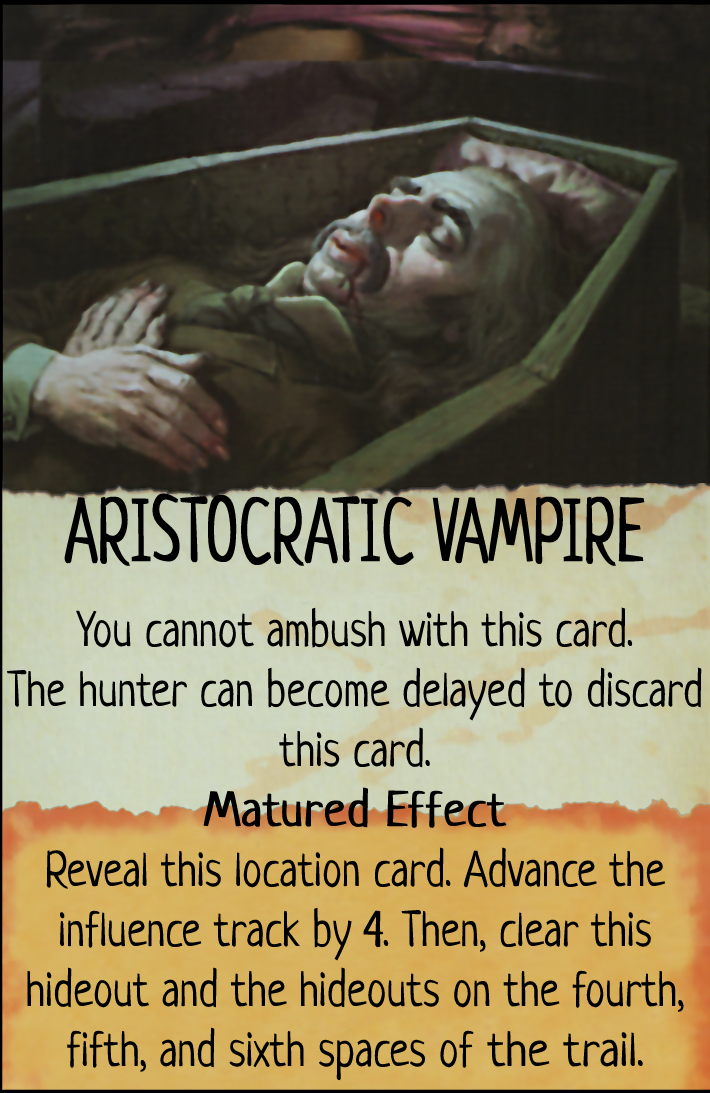 ARISTOCRATIC VAMPIRE
You cannot ambush with this card.
The hunter can become delayed to discard
this card.
Matured Effect
Reveal this location card. Advance the
influence track by 4. Then, clear this
hideout and the hideouts on the fourth,
fifth, and sixth spaces of the trail.